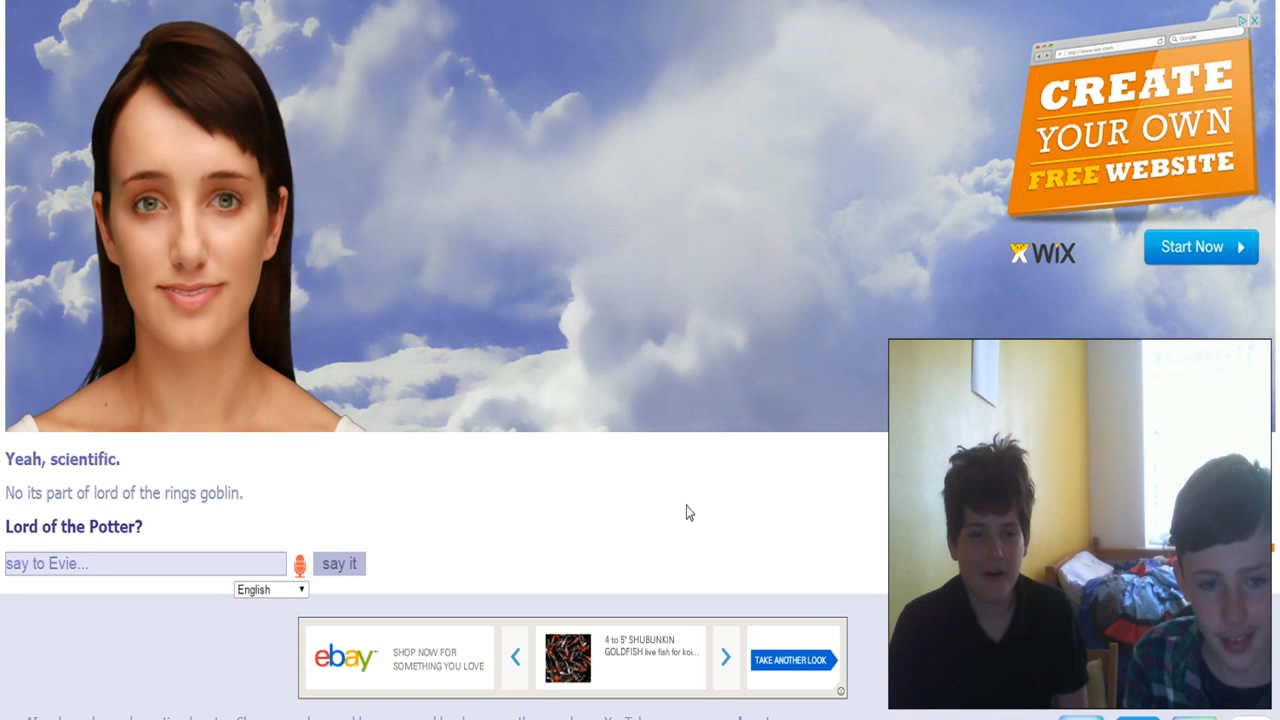 CREATE
YOUR OWN
FREE WEBSITE
WiX
Start Now
Yeah, scientific.
No its part of lord of the rings goblin.
Lord of the Potter?
say to Evie...
say it
English
ebay
SHOP NOW FOR
SOMETHING YOU LOVE
4 to 5" SHUBUNKIN
GOLDFISH live fish for koi...
TAKE ANOTHER LOOK